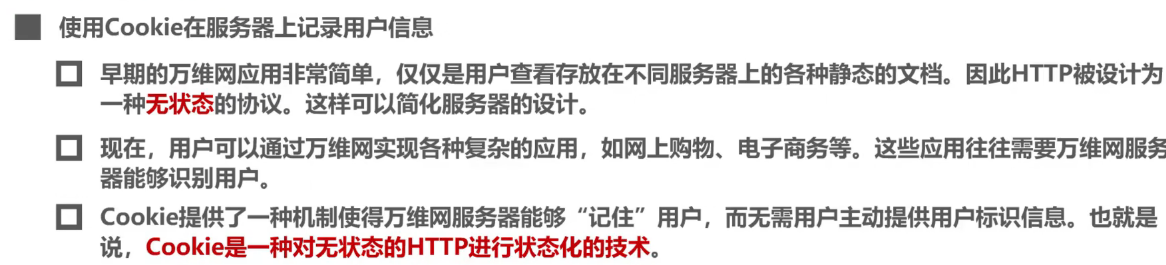 使用Cookie在服务器上记录用户信息
早期的万维网应用非常简单，仅仅是用户查看存放在不同服务器上的各种静态的文档。因此HTTP被设计为
一种无状态的协议。这样可以简化服务器的设计。
现在，用户可以通过万维网实现各种复杂的应用，如网上购物、电子商务等。这些应用往往需要万维网服务
器能够识别用户。
Cookie提供了一种机制使得万维网服务器能够“记住”用户，而无需用户主动提供用户标识信息。也就是
说，Cookie是一种对无状态的HTTP进行状态化的技术。